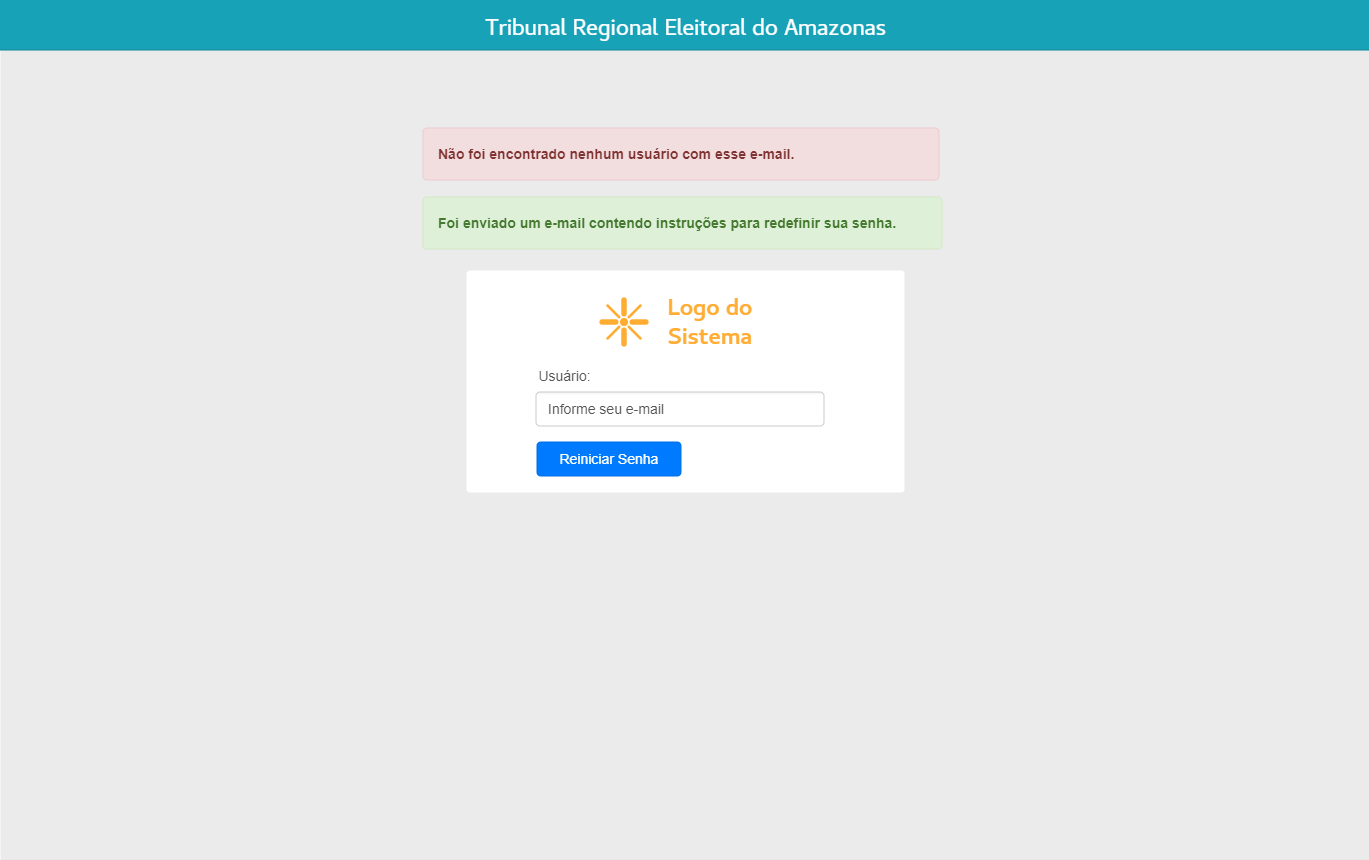 Tribunal Regional Eleitoral do Amazonas
Não foi encontrado nenhum usuário com esse e-mail.
Foi enviado um e-mail contendo instruções para redefinir sua senha.
Logo do
Sistema
Usuário:
Informe seu e-mail
Reiniciar Senha